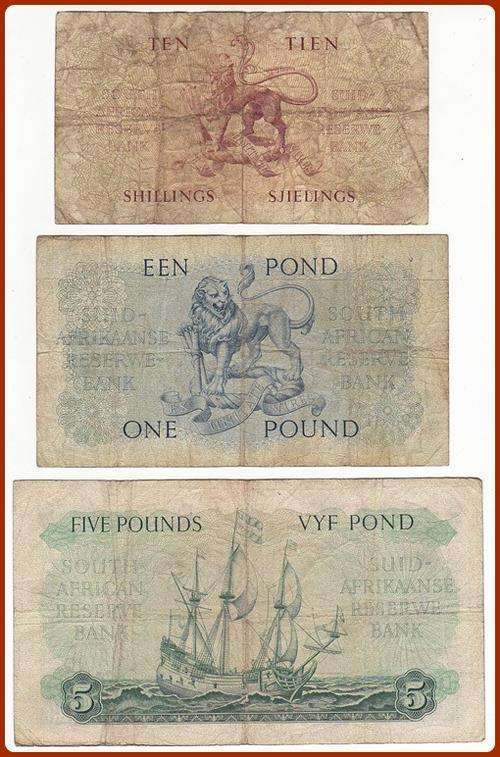 TEN TIEN
SOUTH SUID-
AFRICAN AFRIKAANSE
RESERVE RESERWE-
BANK BANK
SHILLINGS SJIELINGS
EEN POND
SUID- SOUTH
AFRIKAANSE AFRICAN
RESERWE- RESERVE
BANK BANK
ONE POUND
FIVE POUNDS VYF POND
SOUTH SUID-
AFRICAN AFRIKAANSE
RESERVE RESERWE-
BANK BANK
5 5